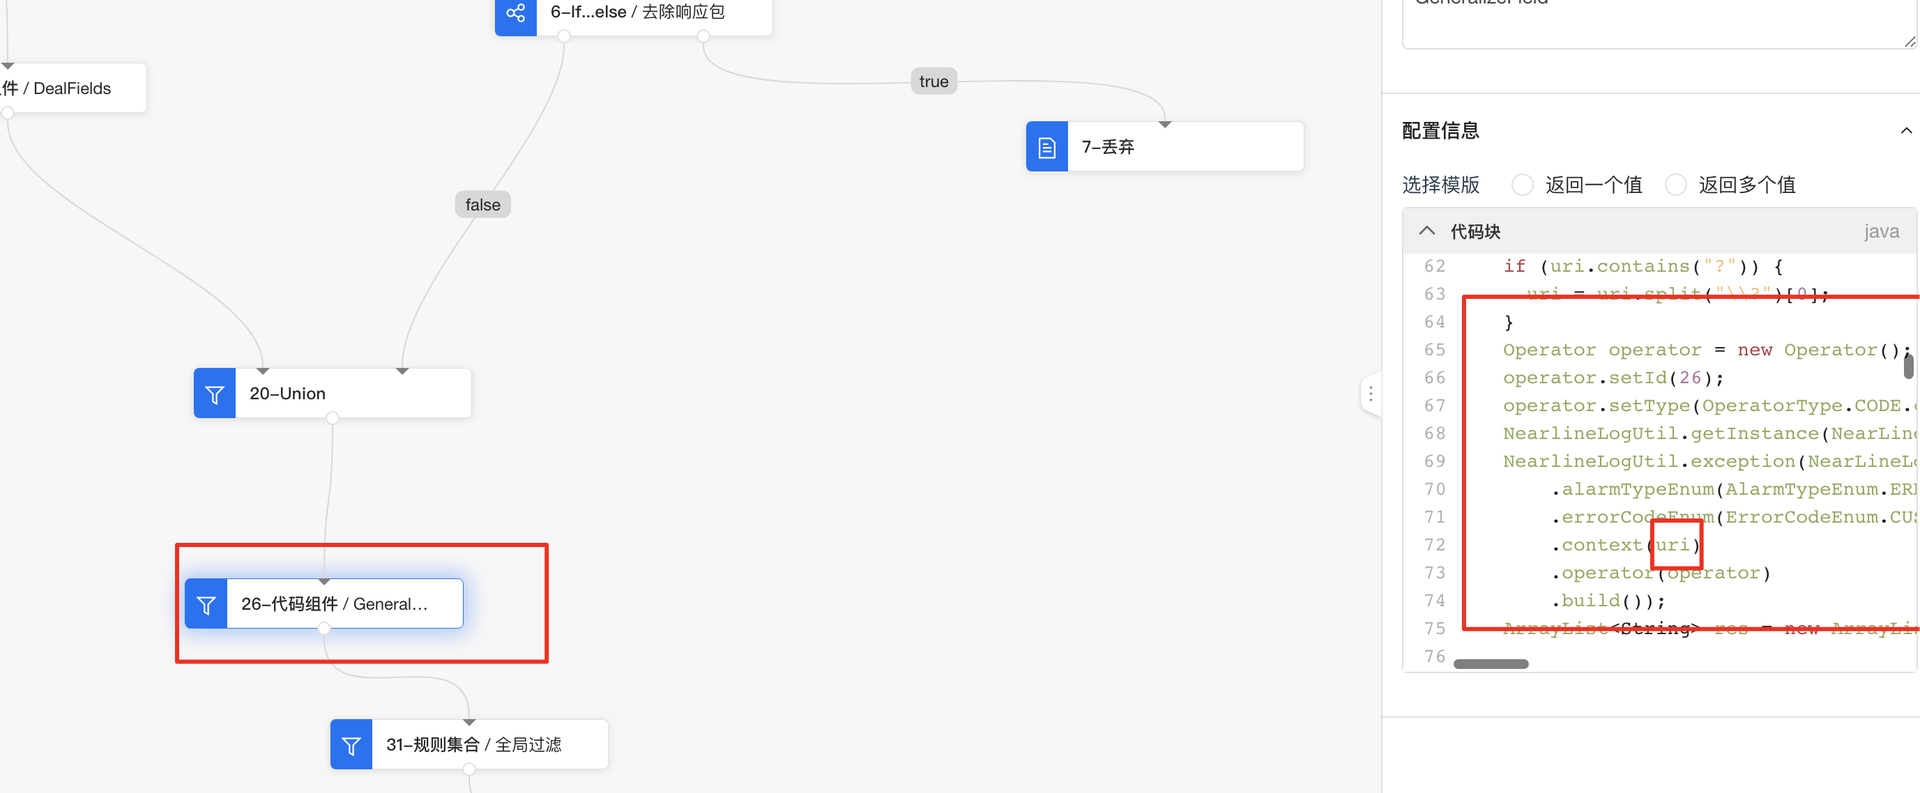 6-If...else / 去除响应包
件 / DealFields
true
7-丢弃
false
20-Union
26-代码组件 / General...
31-规则集合 / 全局过滤
GeneralizeField
配置信息
选择模版 返回一个值 返回多个值
代码块 java
62 if (uri.contains("?")) {
63 uri = uri.split("\\?")[0];
64 }
65 Operator operator = new Operator();
66 operator.setId(26);
67 operator.setType(OperatorType.CODE.
68 NearlineLogUtil.getInstance(NearLine
69 NearlineLogUtil.exception(NearLineL
70 .alarmTypeEnum(AlarmTypeEnum.ER
71 .errorCodeEnum(ErrorCodeEnum.CU
72 .context(uri)
73 .operator(operator)
74 .build());
75 ArrayList<String> res = new ArrayLi
76